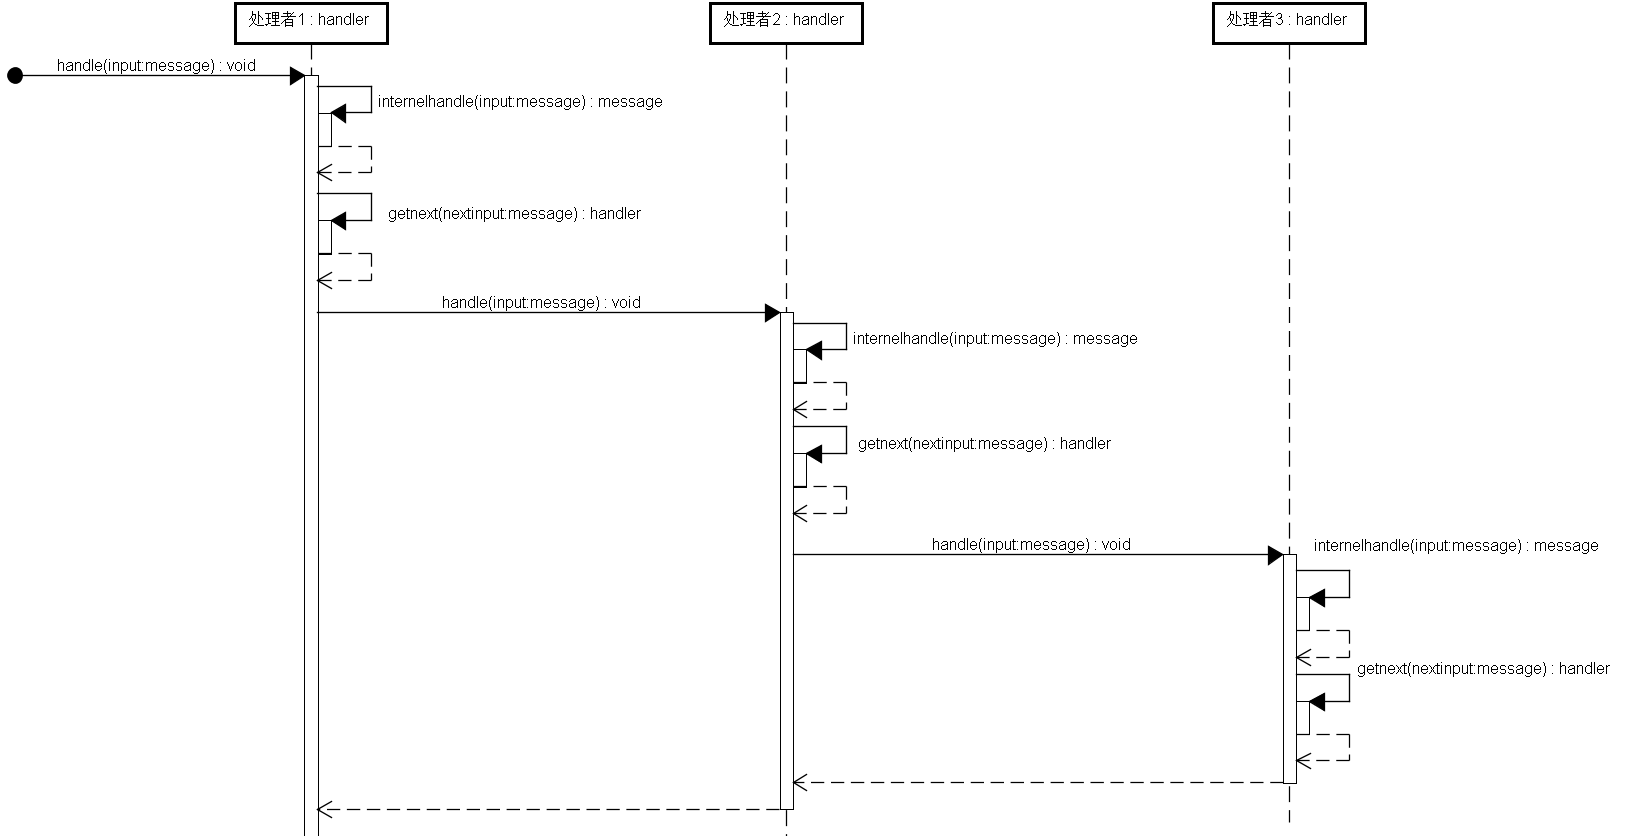 处理者1 : handler
处理者2 : handler
处理者3 : handler
handle(input:message) : void
internelhandle(input:message) : message
getnext(nextinput:message) : handler
handle(input:message) : void
internelhandle(input:message) : message
getnext(nextinput:message) : handler
handle(input:message) : void
internelhandle(input:message) : message
getnext(nextinput:message) : handler